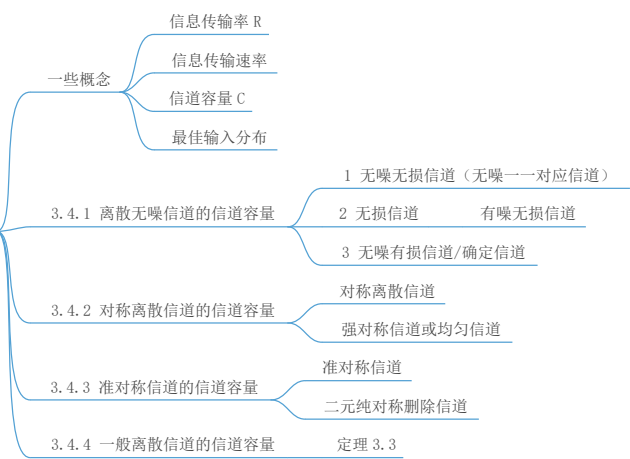 一些概念
信息传输率 R
信息传输速率
信道容量 C
最佳输入分布
3.4.1 离散无噪信道的信道容量
1 无噪无损信道（无噪一一对应信道）
2 无损信道 有噪无损信道
3 无噪有损信道/确定信道
3.4.2 对称离散信道的信道容量
对称离散信道
强对称信道或均匀信道
3.4.3 准对称信道的信道容量
准对称信道
二元纯对称删除信道
3.4.4 一般离散信道的信道容量 定理 3.3